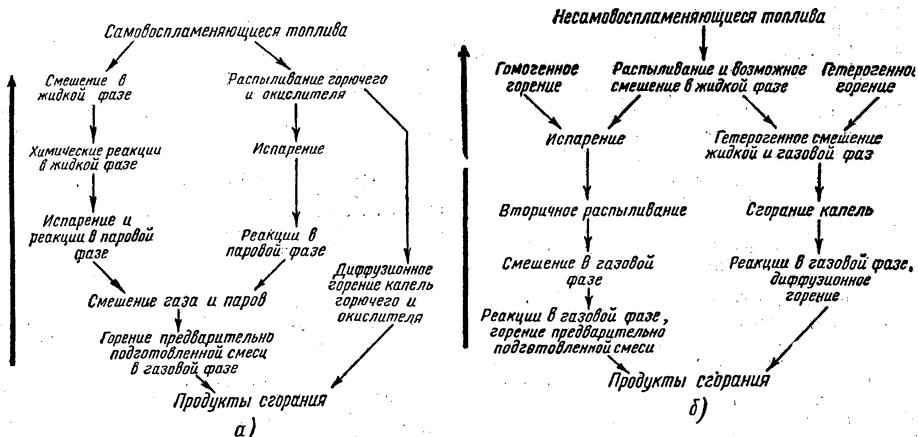 Самовоспламеняющиеся топлива
Смешение в
жидкой фазе
Распыливание горючего
и окислителя
Химические реакции
в жидкой фазе
Испарение
Испарение и
реакции в паровой
фазе
Реакции в
паровой фазе
Диффузионное
горение капель
горючего и
окислителя
Смешение газа и паров
Горение предварительно
подготовленной смеси
в газовой фазе
Продукты сгорания
а)
Несамовоспламеняющиеся топлива
Гомогенное
горение
Распыливание и возможное
смешение в жидкой фазе
Гетерогенное
горение
Испарение
Гетерогенное смешение
жидкой и газовой фаз
Вторичное распыливание
Сгорание капель
Смешение в газовой
фазе
Реакции в газовой фазе,
диффузионное
горение
Реакции в газовой фазе,
горение предварительно
подготовленной смеси
Продукты сгорания
б)